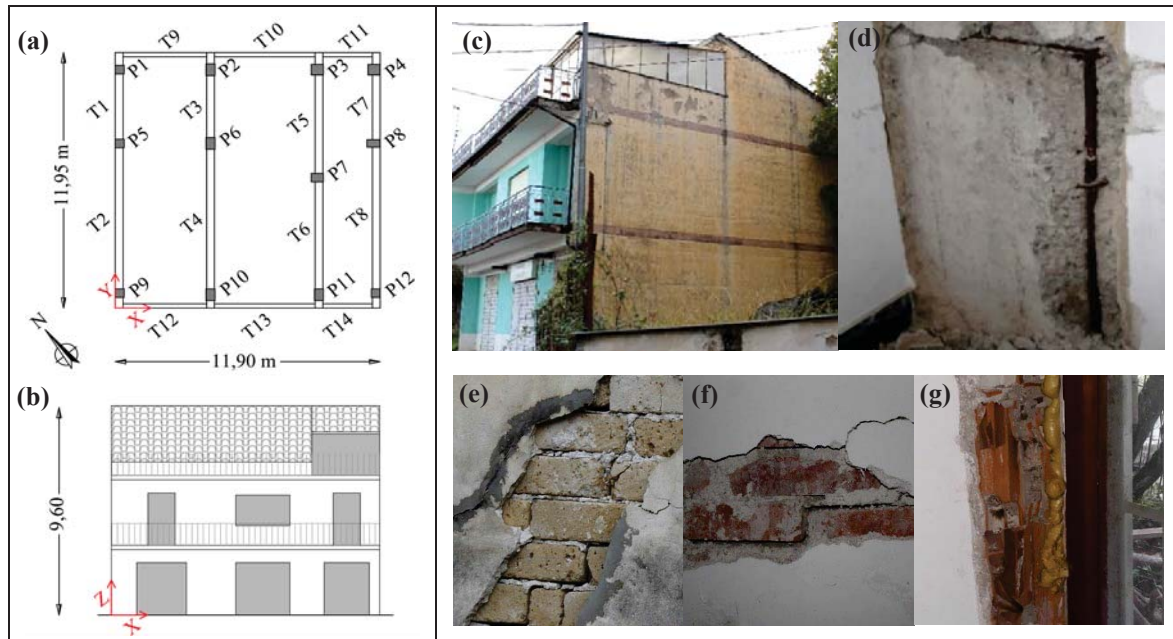 (a)
T9
T10
T11
P1
P2
P3
P4
T1
T3
T5
T7
P5
P6
P8
P7
11,95 m
T2
T4
T6
T8
P9
P10
P11
P12
Y
X
T12
T13
T14
N
11,90 m
(b)
9,60
Z
X
(c)
(d)
(e)
(f)
(g)